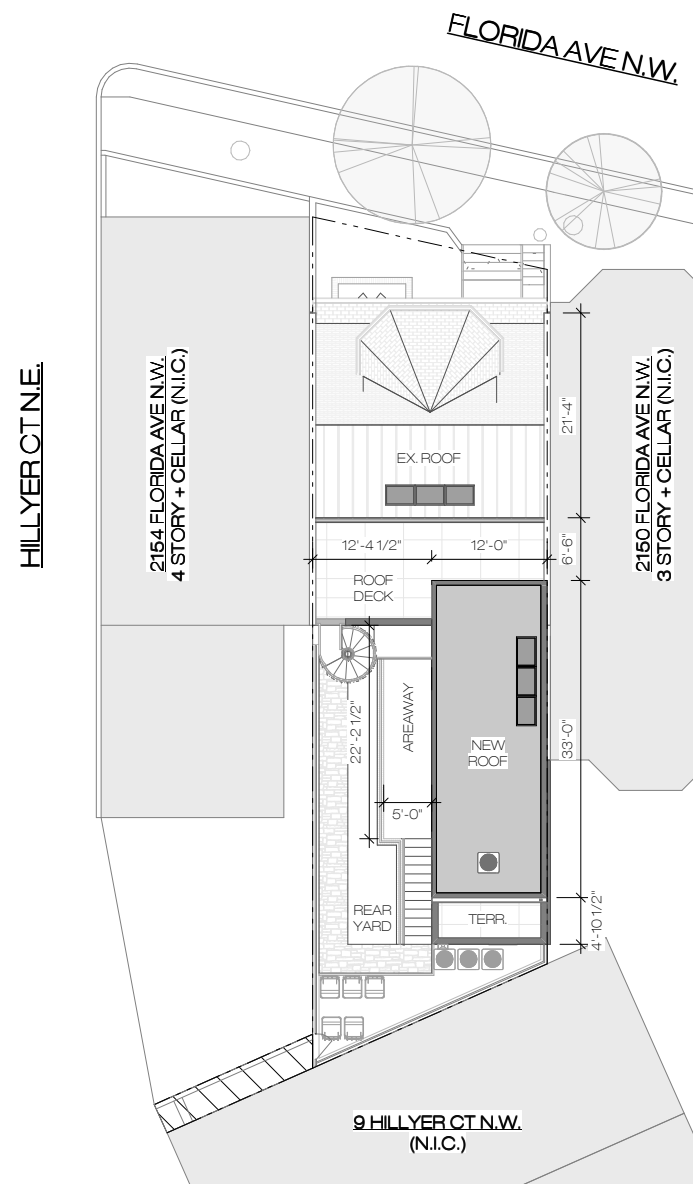 FLORIDA AVE N.W.
HILLYER CT N.E.
2154 FLORIDA AVE N.W.
4 STORY + CELLAR (N.I.C.)
2150 FLORIDA AVE N.W.
3 STORY + CELLAR (N.I.C.)
21'-4"
EX. ROOF
12'-4 1/2"
12'-0"
6'-6"
ROOF
DECK
AREAWAY
22'-2 1/2"
NEW
ROOF
33'-0"
5'-0"
REAR
YARD
TERR.
4'-10 1/2"
9 HILLYER CT N.W.
(N.I.C.)